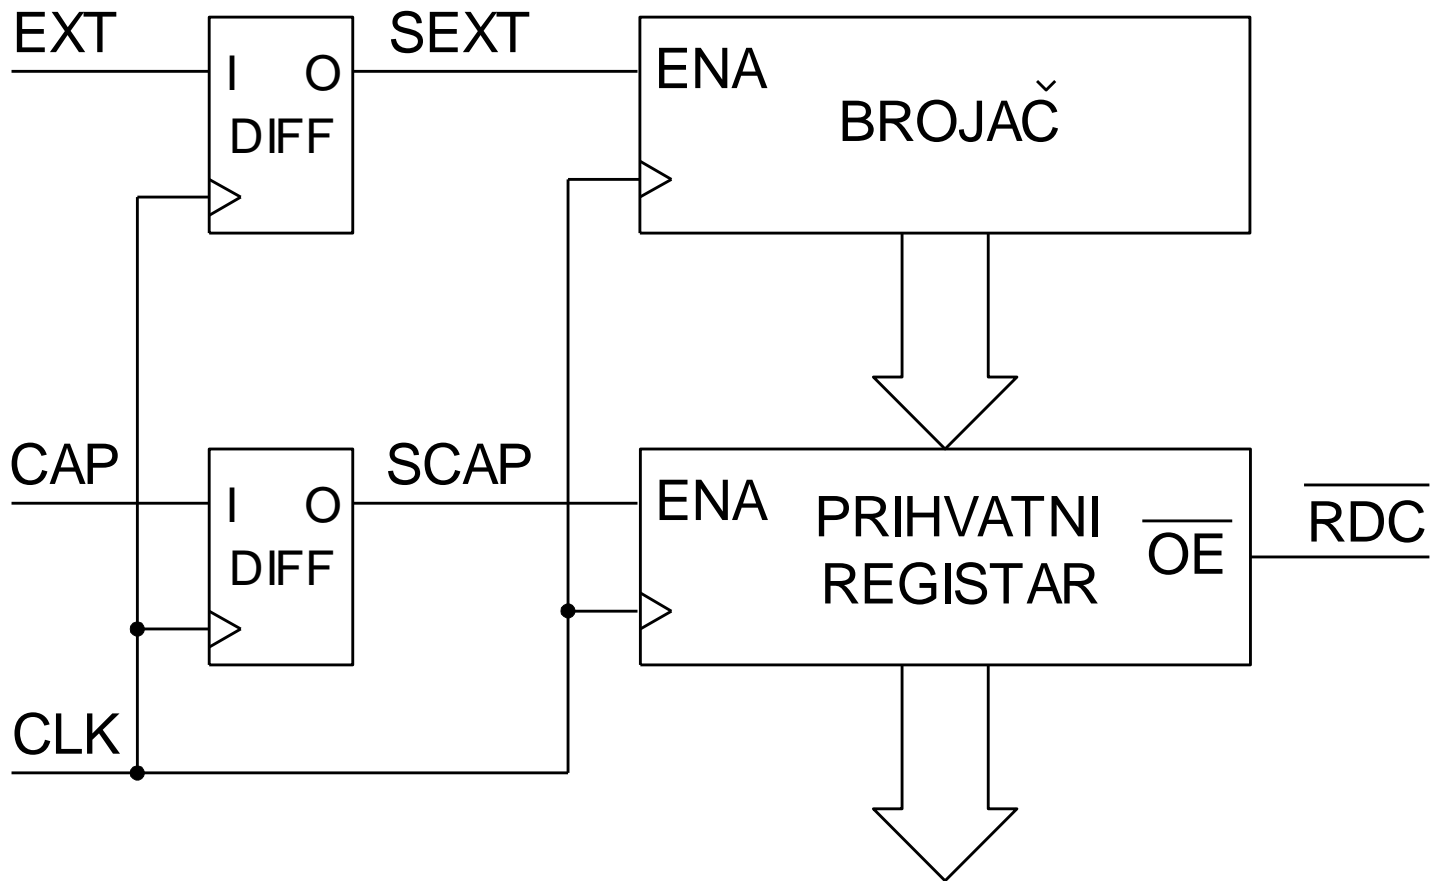 EXT
I O
DIFF
SEXT
ENA
BROJAČ
CAP
I O
DIFF
SCAP
ENA
PRIHVATNI
REGISTAR
OE
RDC
CLK